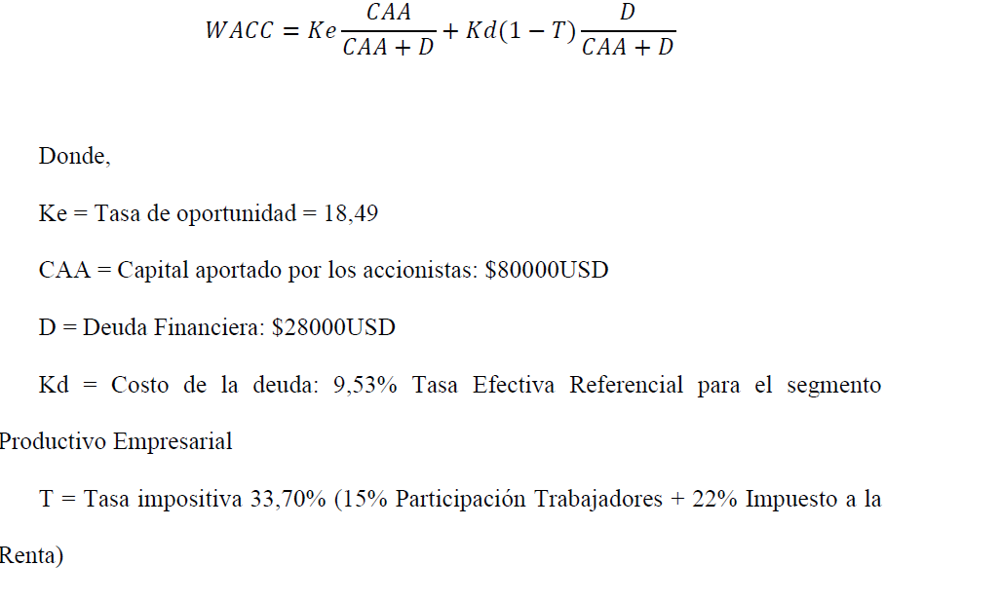 WACC = Ke CAA/(CAA + D) + Kd(1 − T) D/(CAA + D)
Donde,
Ke = Tasa de oportunidad = 18,49
CAA = Capital aportado por los accionistas: $80000USD
D = Deuda Financiera: $28000USD
Kd = Costo de la deuda: 9,53% Tasa Efectiva Referencial para el segmento
Productivo Empresarial
T = Tasa impositiva 33,70% (15% Participación Trabajadores + 22% Impuesto a la
Renta)